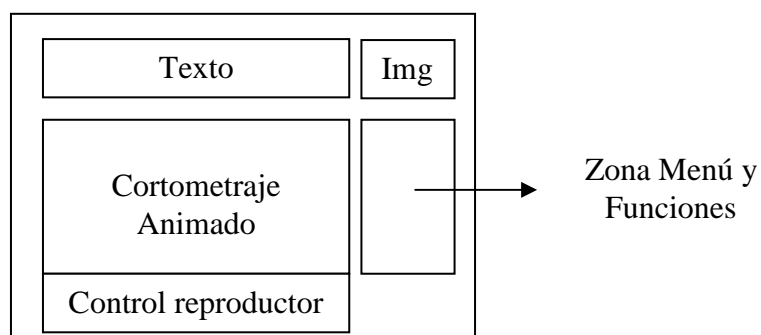 Texto
Img
Cortometraje
Animado
Zona Menú y
Funciones
Control reproductor